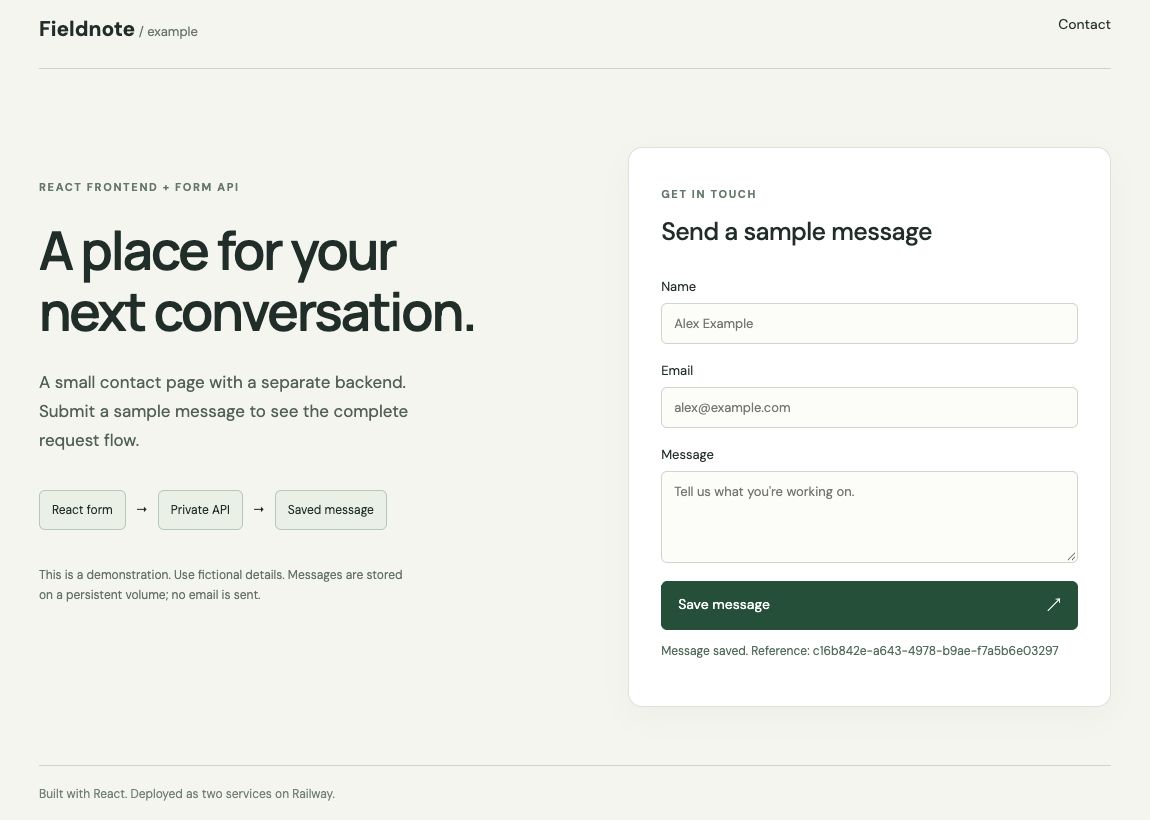 Fieldnote / example
Contact
REACT FRONTEND + FORM API
A place for your
next conversation.
A small contact page with a separate backend.
Submit a sample message to see the complete
request flow.
React form → Private API → Saved message
This is a demonstration. Use fictional details. Messages are stored
on a persistent volume; no email is sent.
GET IN TOUCH
Send a sample message
Name
Alex Example
Email
alex@example.com
Message
Tell us what you're working on.
Save message ↗
Message saved. Reference: c16b842e-a643-4978-b9ae-f7a5b6e03297
Built with React. Deployed as two services on Railway.